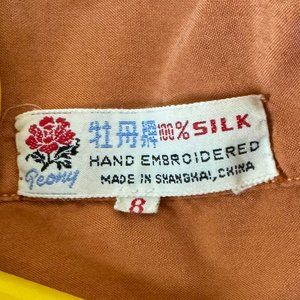 牡丹牌100% SILK
Peony
HAND EMBROIDERED
MADE IN SHANGHAI, CHINA
8